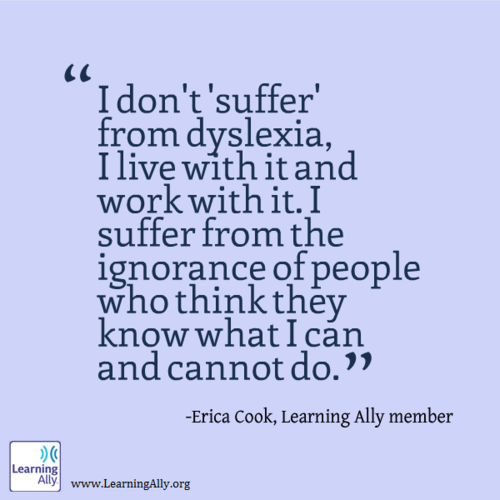 “I don't 'suffer'
from dyslexia,
I live with it and
work with it. I
suffer from the
ignorance of people
who think they
know what I can
and cannot do.”
-Erica Cook, Learning Ally member
Learning
Ally.
www.LearningAlly.org